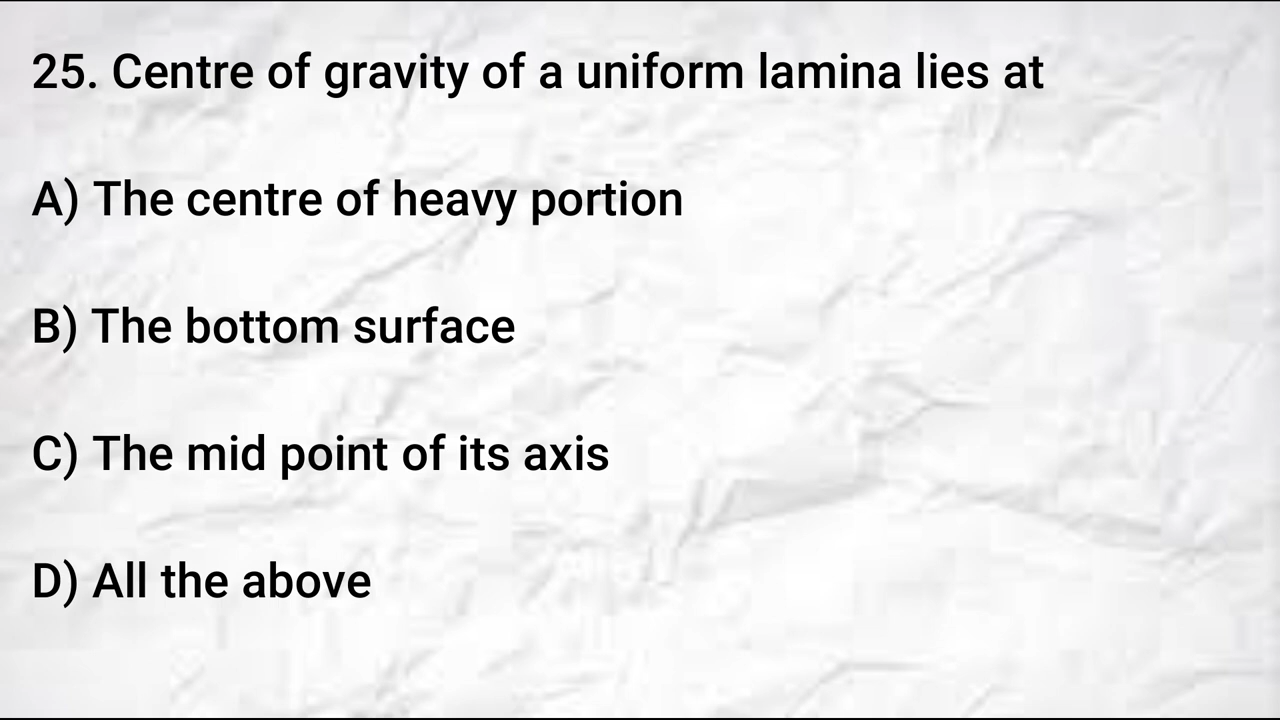 25. Centre of gravity of a uniform lamina lies at
A) The centre of heavy portion
B) The bottom surface
C) The mid point of its axis
D) All the above